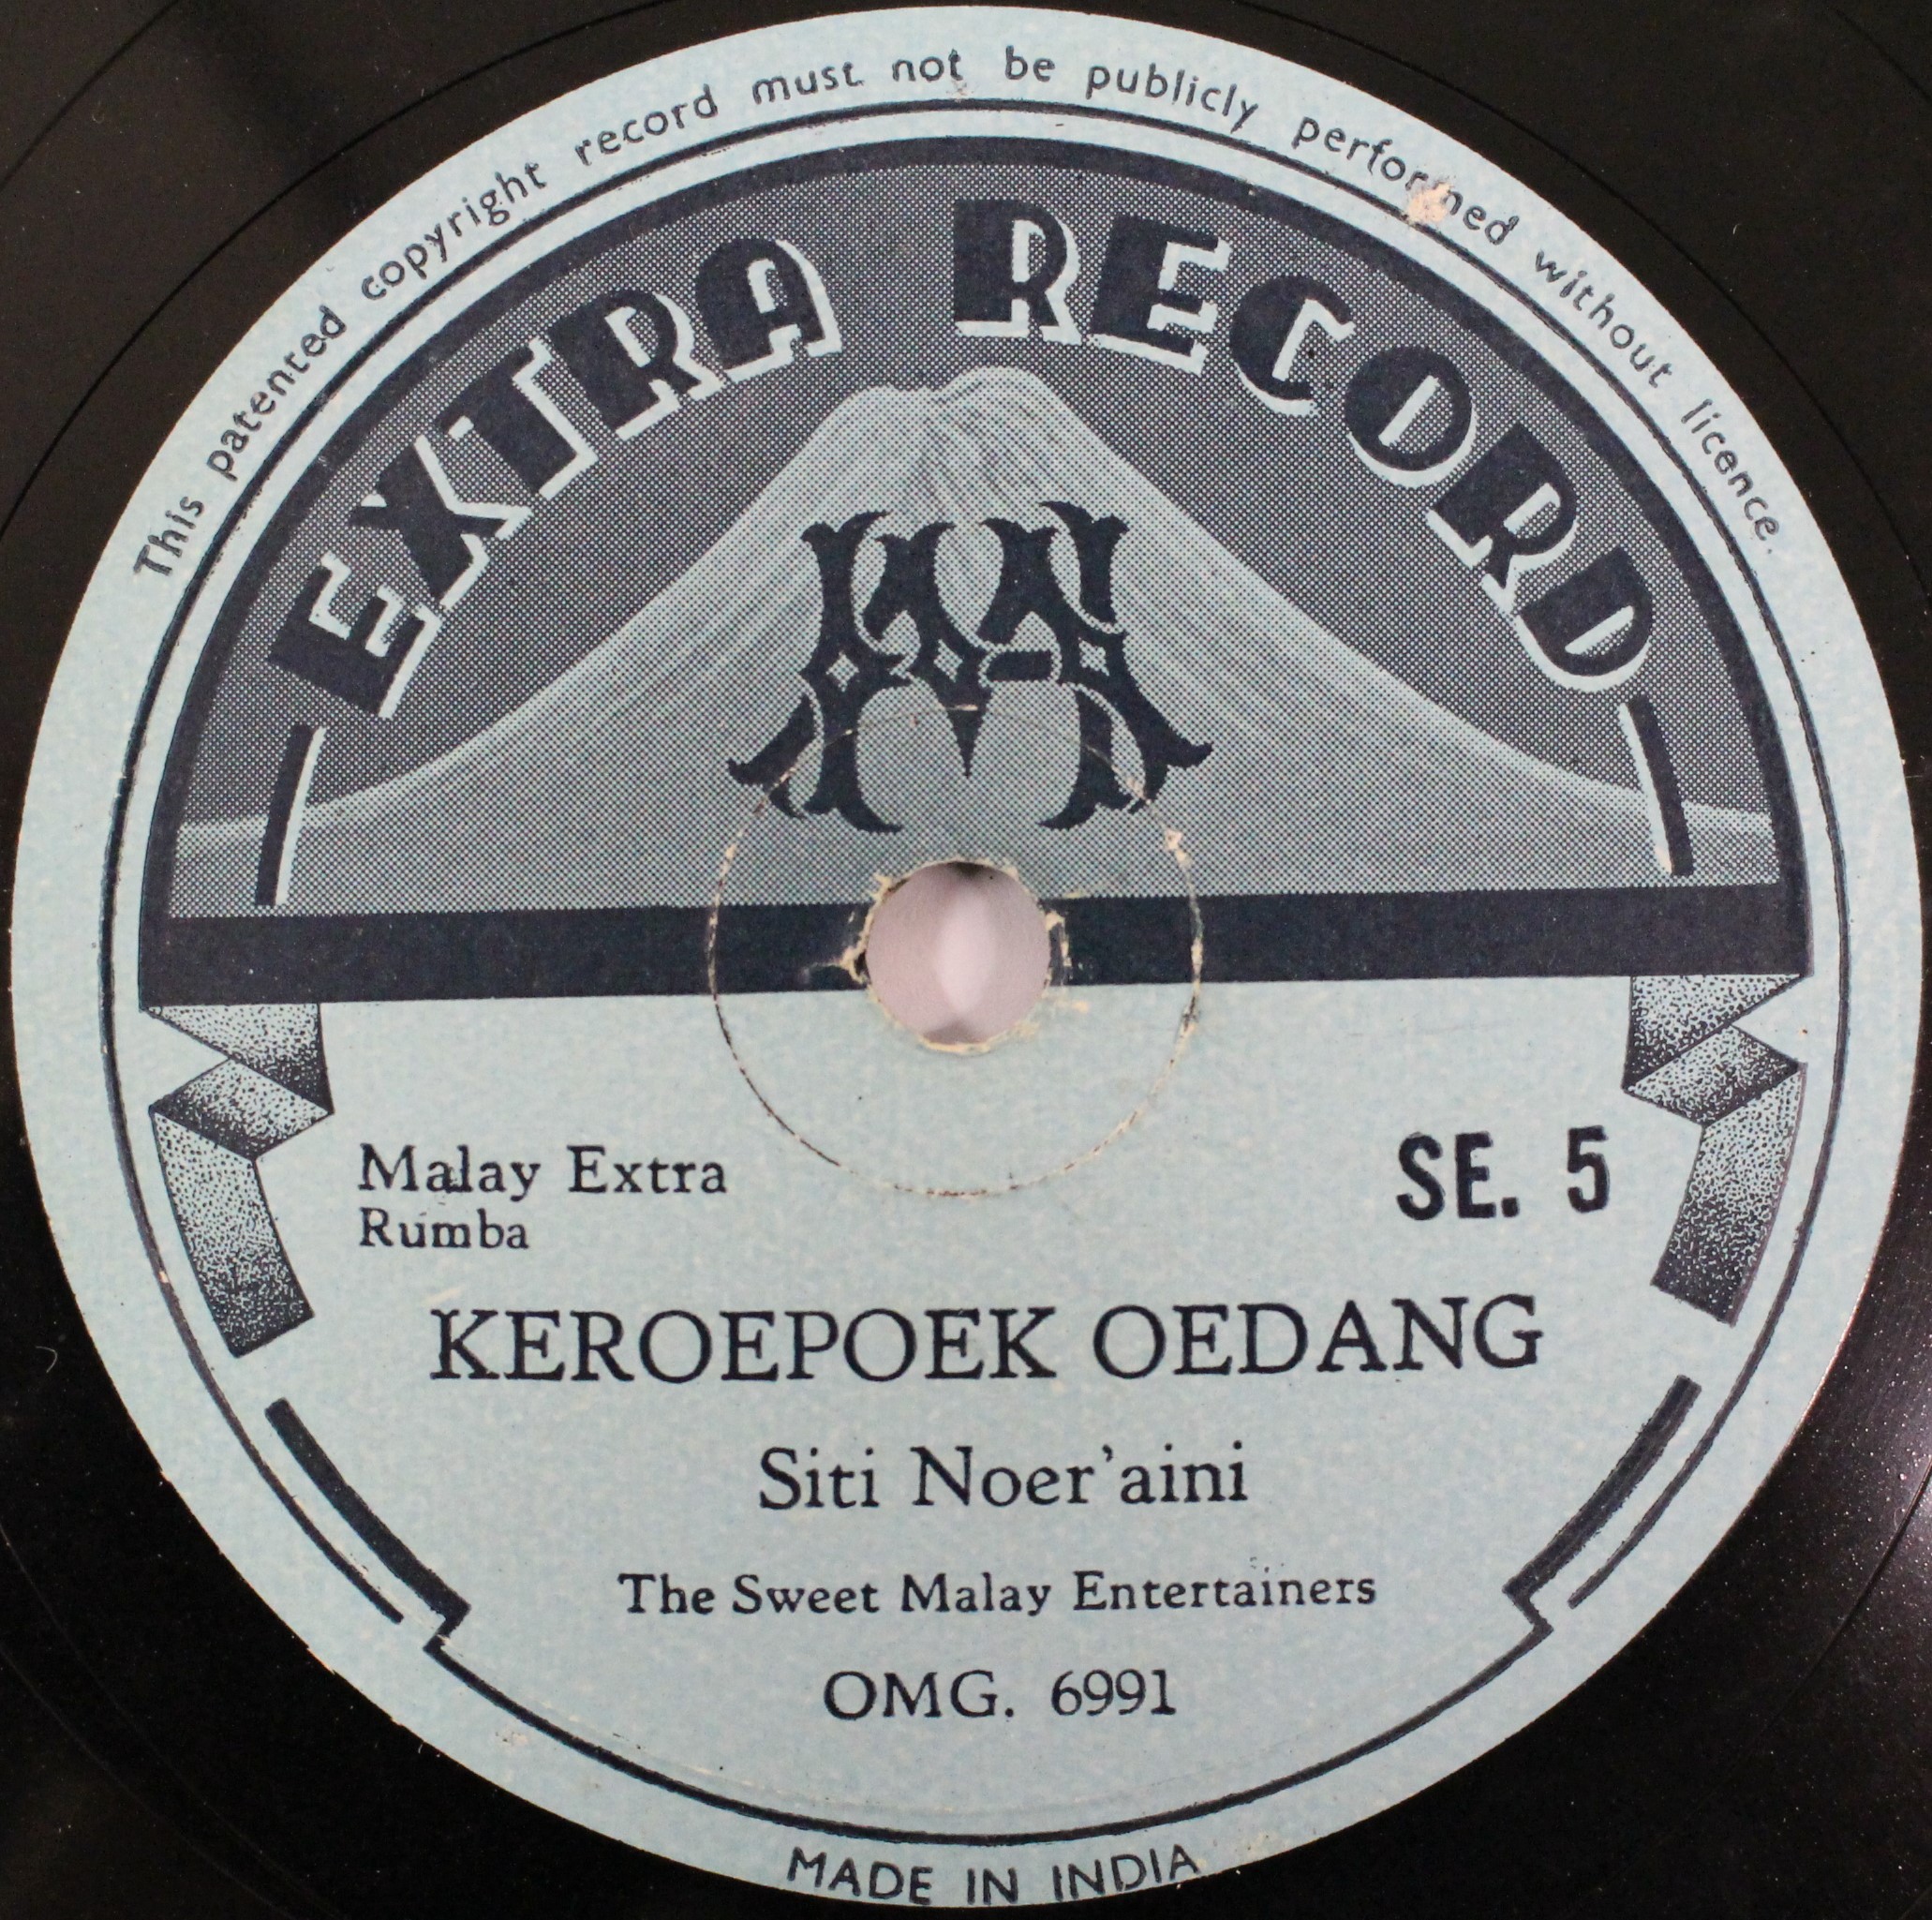 This patented copyright record must not be publicly performed without licence.
EXTRA RECORD
Malay Extra
Rumba
SE. 5
KEROEPOEK OEDANG
Siti Noer’aini
The Sweet Malay Entertainers
OMG. 6991
MADE IN INDIA